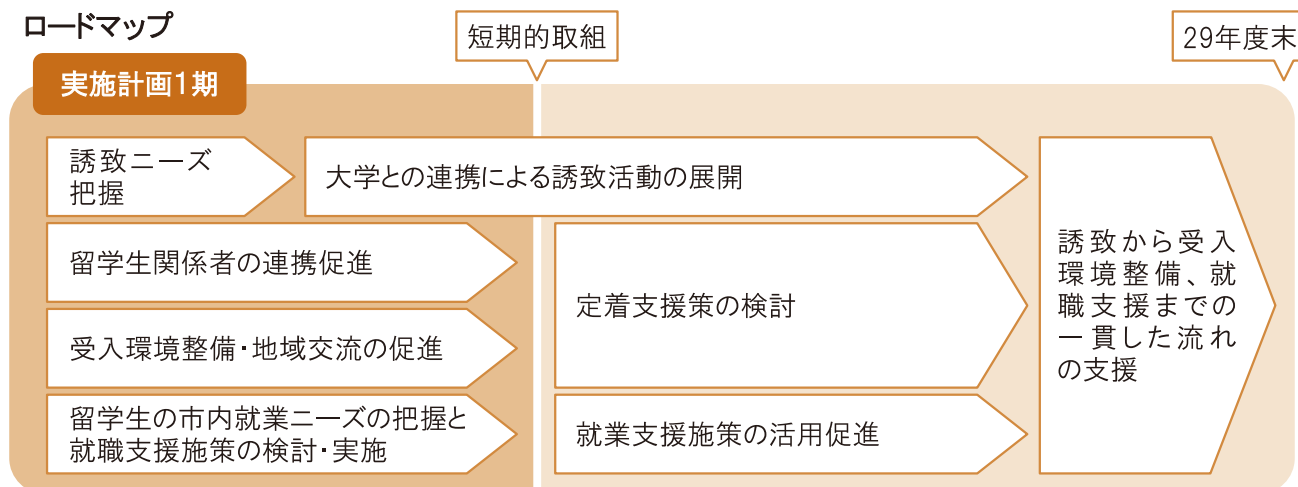 ロードマップ
短期的取組
29年度末
実施計画1期
誘致ニーズ
把握
大学との連携による誘致活動の展開
留学生関係者の連携促進
受入環境整備・地域交流の促進
留学生の市内就業ニーズの把握と
就職支援施策の検討・実施
定着支援策の検討
就業支援施策の活用促進
誘致から受入
環境整備、就
職支援までの
一貫した流れ
の支援